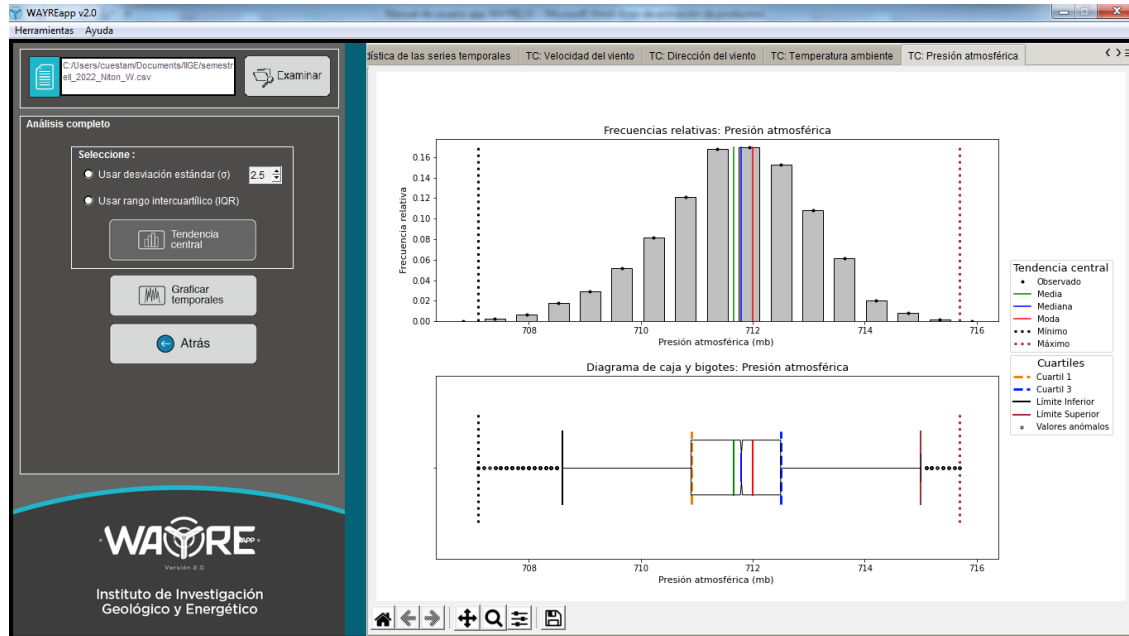 WAYREapp v2.0
Herramientas Ayuda
C:/Users/cuestam/Documents/IIGE/semestr
eII_2022_Niton_W.csv
Examinar
Análisis completo
Seleccione :
Usar desviación estándar (σ) 2.5
Usar rango intercuartílico (IQR)
Tendencia
central
Graficar
temporales
Atrás
WAYRE APP
Versión 2.0
Instituto de Investigación
Geológico y Energético
dística de las series temporales TC: Velocidad del viento TC: Dirección del viento TC: Temperatura ambiente TC: Presión atmosférica
Frecuencias relativas: Presión atmosférica
Frecuencia relativa
0.16
0.14
0.12
0.10
0.08
0.06
0.04
0.02
0.00
708 710 712 714 716
Presión atmosférica (mb)
Tendencia central
Observado
Media
Mediana
Moda
Mínimo
Máximo
Cuartiles
Cuartil 1
Cuartil 3
Límite Inferior
Límite Superior
Valores anómalos
Diagrama de caja y bigotes: Presión atmosférica
708 710 712 714 716
Presión atmosférica (mb)